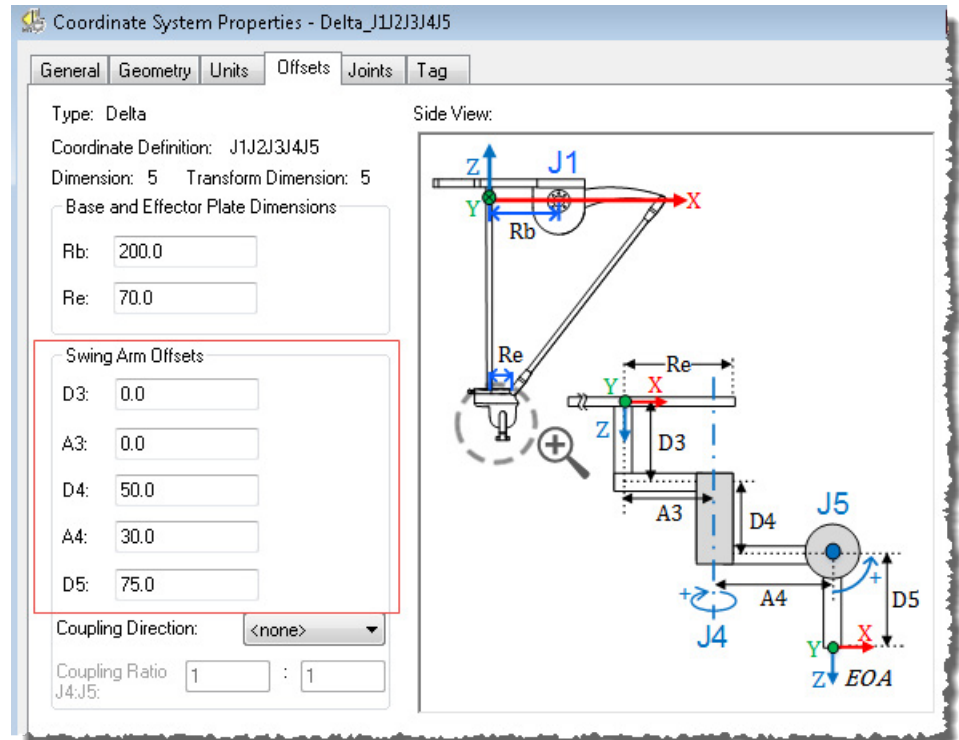 Coordinate System Properties - Delta_J1J2J3J4J5
General Geometry Units Offsets Joints Tag
Type: Delta
Coordinate Definition: J1J2J3J4J5
Dimension: 5 Transform Dimension: 5
Base and Effector Plate Dimensions
Rb: 200.0
Re: 70.0
Swing Arm Offsets
D3: 0.0
A3: 0.0
D4: 50.0
A4: 30.0
D5: 75.0
Coupling Direction: <none>
Coupling Ratio J4:J5: 1 : 1
Side View:
Z
J1
Y
X
Rb
Re
Re
Y
X
Z
D3
A3
D4
J5
+
A4
D5
+
J4
Y
X
Z
EOA